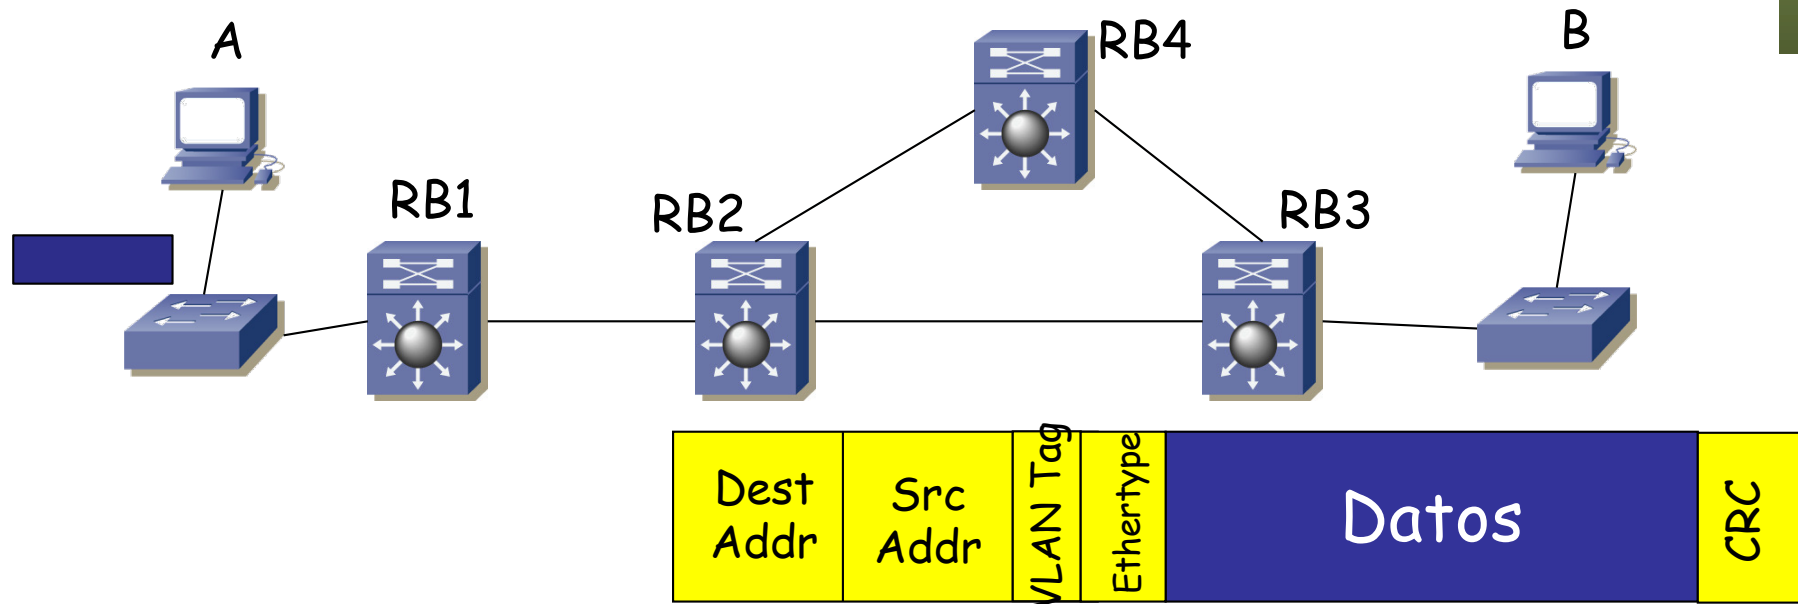 A
RB4
B
RB1
RB2
RB3
Dest
Addr
Src
Addr
VLAN Tag
Ethertype
Datos
CRC